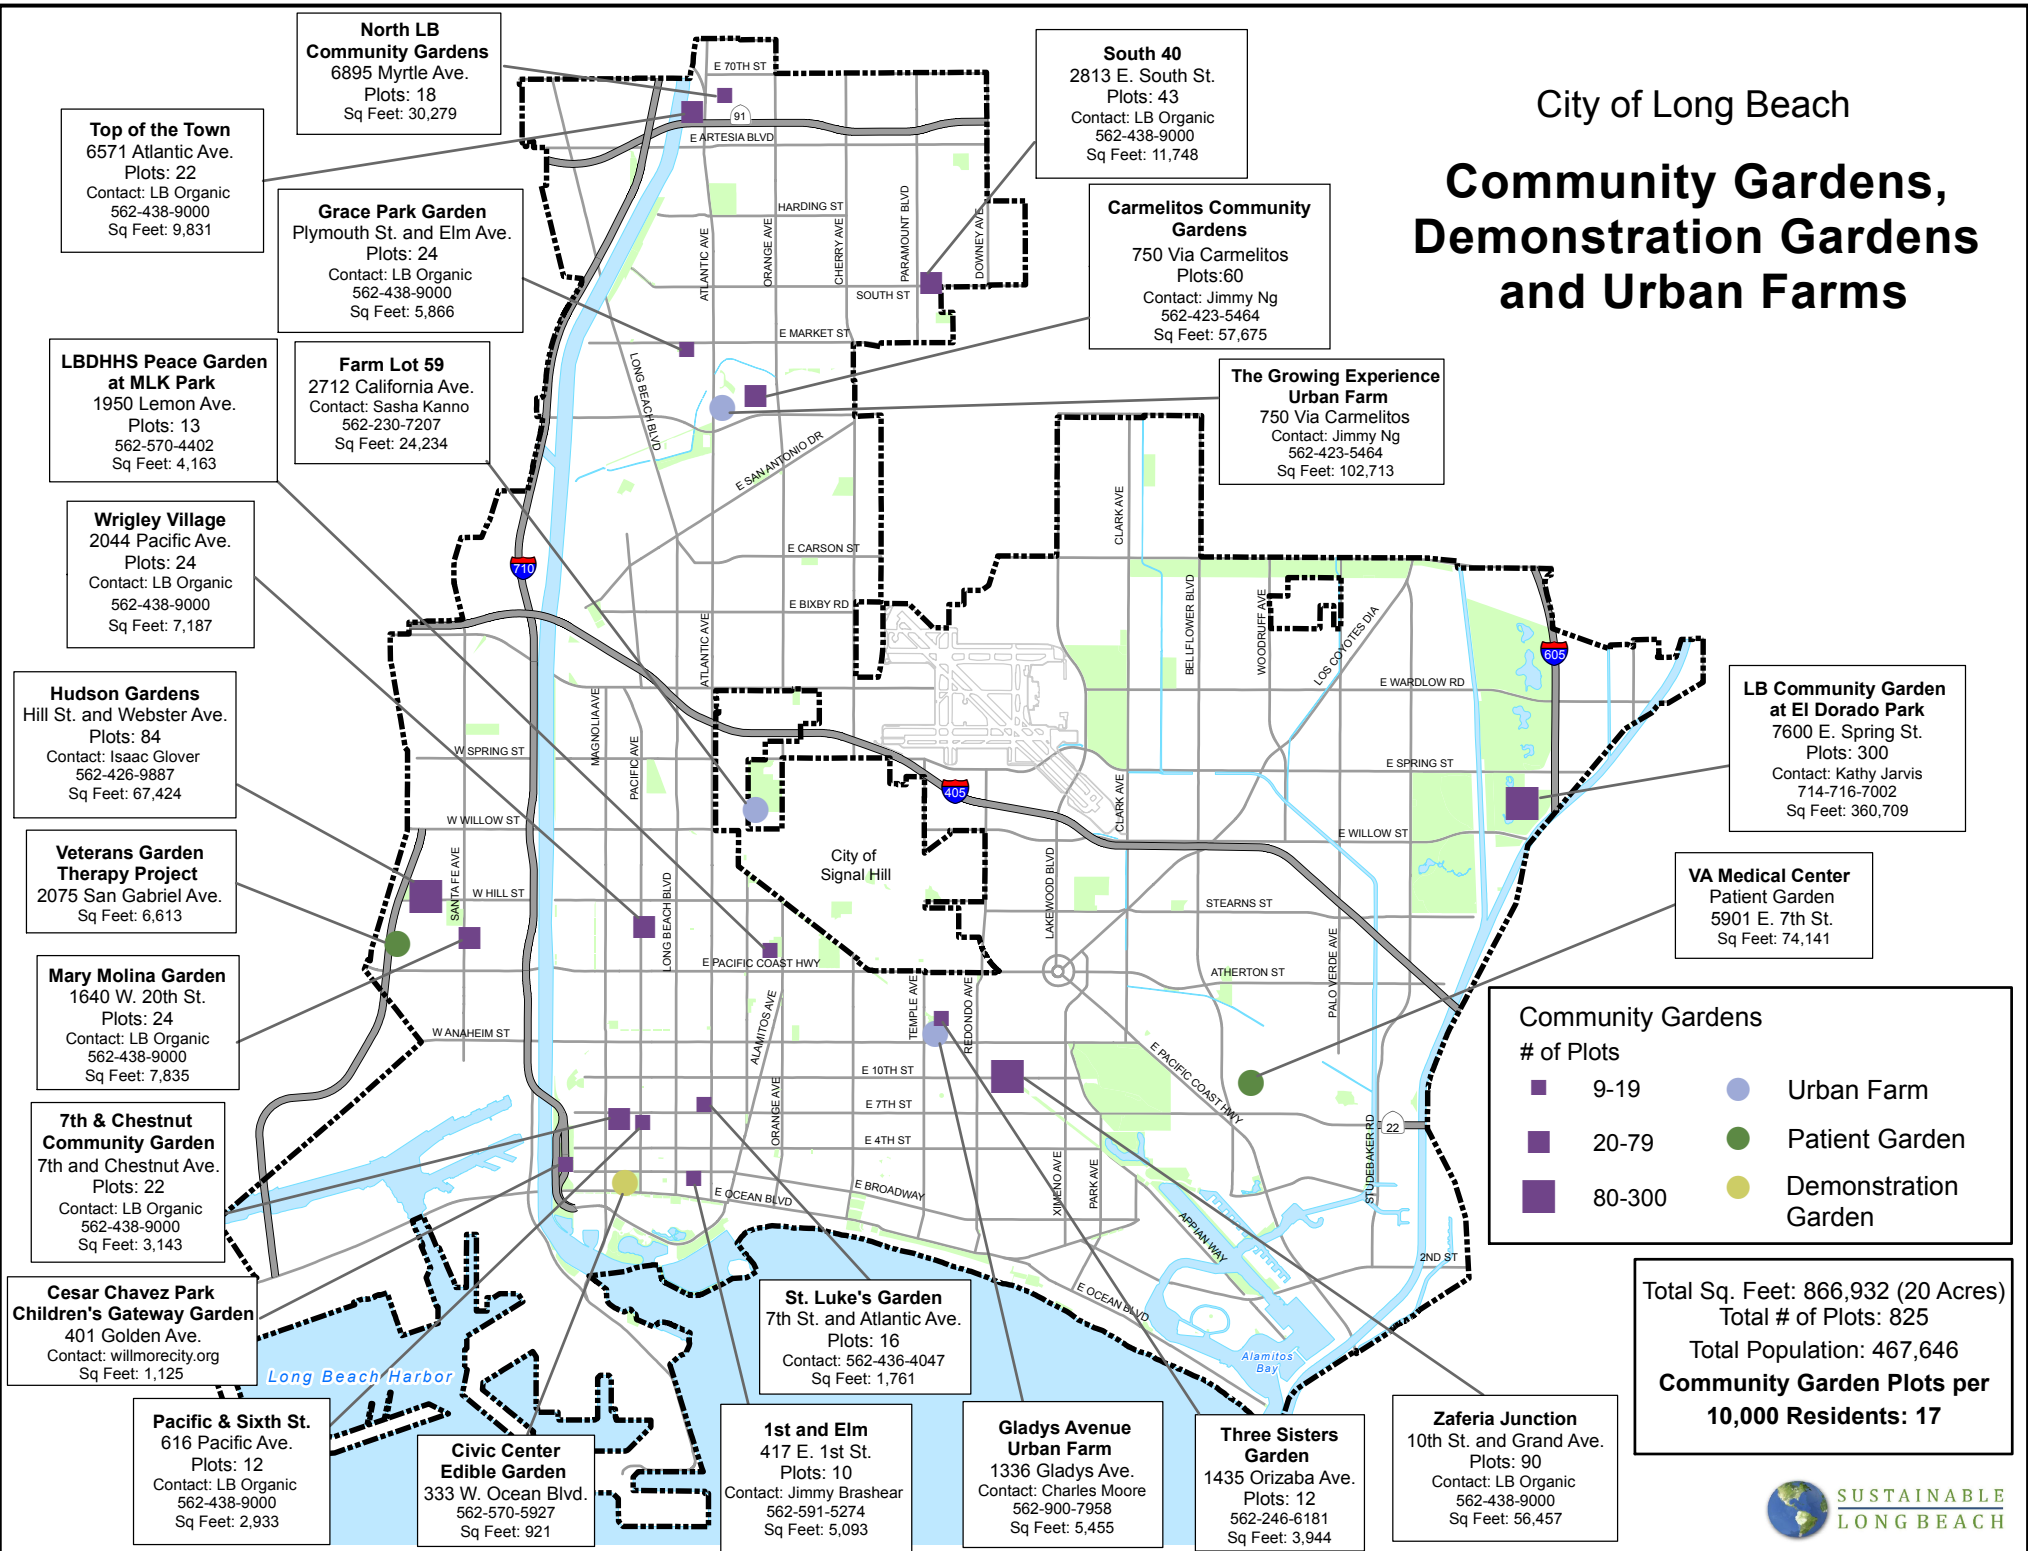 City of Long Beach
Community Gardens,
Demonstration Gardens
and Urban Farms
North LB
Community Gardens
6895 Myrtle Ave.
Plots: 18
Sq Feet: 30,279
Top of the Town
6571 Atlantic Ave.
Plots: 22
Contact: LB Organic
562-438-9000
Sq Feet: 9,831
Grace Park Garden
Plymouth St. and Elm Ave.
Plots: 24
Contact: LB Organic
562-438-9000
Sq Feet: 5,866
South 40
2813 E. South St.
Plots: 43
Contact: LB Organic
562-438-9000
Sq Feet: 11,748
Carmelitos Community
Gardens
750 Via Carmelitos
Plots:60
Contact: Jimmy Ng
562-423-5464
Sq Feet: 57,675
The Growing Experience
Urban Farm
750 Via Carmelitos
Contact: Jimmy Ng
562-423-5464
Sq Feet: 102,713
LBDHHS Peace Garden
at MLK Park
1950 Lemon Ave.
Plots: 13
562-570-4402
Sq Feet: 4,163
Farm Lot 59
2712 California Ave.
Contact: Sasha Kanno
562-230-7207
Sq Feet: 24,234
Wrigley Village
2044 Pacific Ave.
Plots: 24
Contact: LB Organic
562-438-9000
Sq Feet: 7,187
Hudson Gardens
Hill St. and Webster Ave.
Plots: 84
Contact: Isaac Glover
562-426-9887
Sq Feet: 67,424
Veterans Garden
Therapy Project
2075 San Gabriel Ave.
Sq Feet: 6,613
Mary Molina Garden
1640 W. 20th St.
Plots: 24
Contact: LB Organic
562-438-9000
Sq Feet: 7,835
7th & Chestnut
Community Garden
7th and Chestnut Ave.
Plots: 22
Contact: LB Organic
562-438-9000
Sq Feet: 3,143
Cesar Chavez Park
Children's Gateway Garden
401 Golden Ave.
Contact: willmorecity.org
Sq Feet: 1,125
Pacific & Sixth St.
616 Pacific Ave.
Plots: 12
Contact: LB Organic
562-438-9000
Sq Feet: 2,933
Civic Center
Edible Garden
333 W. Ocean Blvd.
562-570-5927
Sq Feet: 921
1st and Elm
417 E. 1st St.
Plots: 10
Contact: Jimmy Brashear
562-591-5274
Sq Feet: 5,093
St. Luke's Garden
7th St. and Atlantic Ave.
Plots: 16
Contact: 562-436-4047
Sq Feet: 1,761
Gladys Avenue
Urban Farm
1336 Gladys Ave.
Contact: Charles Moore
562-900-7958
Sq Feet: 5,455
Three Sisters
Garden
1435 Orizaba Ave.
Plots: 12
562-246-6181
Sq Feet: 3,944
Zaferia Junction
10th St. and Grand Ave.
Plots: 90
Contact: LB Organic
562-438-9000
Sq Feet: 56,457
LB Community Garden
at El Dorado Park
7600 E. Spring St.
Plots: 300
Contact: Kathy Jarvis
714-716-7002
Sq Feet: 360,709
VA Medical Center
Patient Garden
5901 E. 7th St.
Sq Feet: 74,141
Community Gardens
# of Plots
9-19
20-79
80-300
Urban Farm
Patient Garden
Demonstration
Garden
Total Sq. Feet: 866,932 (20 Acres)
Total # of Plots: 825
Total Population: 467,646
Community Garden Plots per
10,000 Residents: 17
SUSTAINABLE
LONG BEACH
E 70TH ST
91
E ARTESIA BLVD
HARDING ST
ATLANTIC AVE
ORANGE AVE
CHERRY AVE
PARAMOUNT BLVD
DOWNEY AVE
SOUTH ST
E MARKET ST
LONG BEACH BLVD
E SAN ANTONIO DR
E CARSON ST
E BIXBY RD
710
ATLANTIC AVE
CLARK AVE
BELLFLOWER BLVD
WOODRUFF AVE
LOS COYOTES DIA
605
E WARDLOW RD
MAGNOLIA AVE
PACIFIC AVE
W SPRING ST
E SPRING ST
405
CLARK AVE
W WILLOW ST
E WILLOW ST
City of
Signal Hill
SANTA FE AVE
W HILL ST
LONG BEACH BLVD
LAKEWOOD BLVD
STEARNS ST
E PACIFIC COAST HWY
ATHERTON ST
PALO VERDE AVE
ALAMITOS AVE
TEMPLE AVE
REDONDO AVE
W ANAHEIM ST
E PACIFIC COAST HWY
E 10TH ST
ORANGE AVE
E 7TH ST
22
E 4TH ST
STUDEBAKER RD
XIMENO AVE
PARK AVE
E BROADWAY
E OCEAN BLVD
APPIAN WAY
2ND ST
E OCEAN BLVD
Alamitos
Bay
Long Beach Harbor